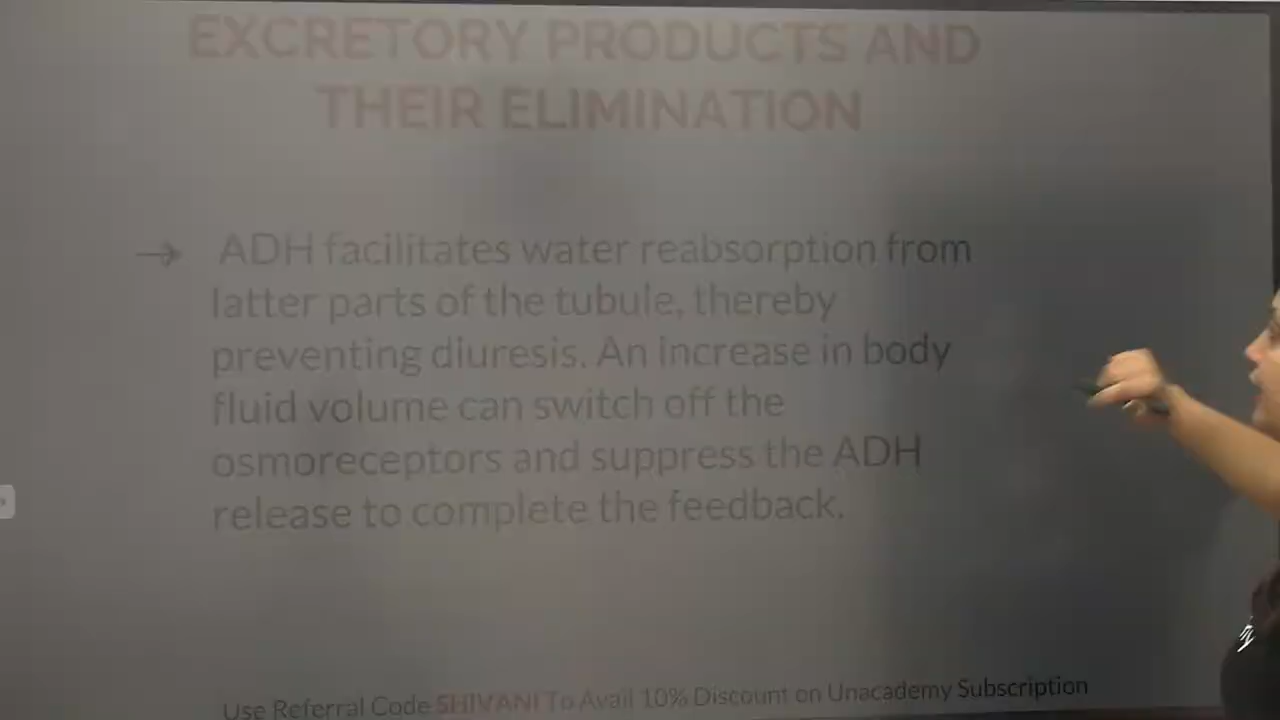 EXCRETORY PRODUCTS AND
THEIR ELIMINATION
→ ADH facilitates water reabsorption from
latter parts of the tubule, thereby
preventing diuresis. An increase in body
fluid volume can switch off the
osmoreceptors and suppress the ADH
release to complete the feedback.
Use Referral Code SHIVANI To Avail 10% Discount on Unacademy Subscription